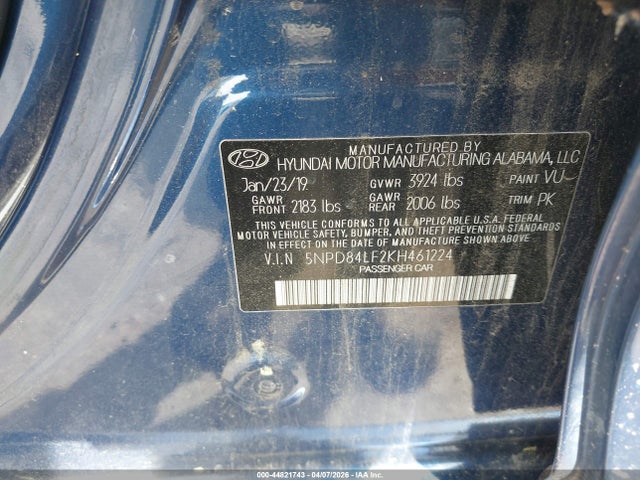 MANUFACTURED BY
HYUNDAI MOTOR MANUFACTURING ALABAMA, LLC
Jan/23/19 GVWR 3924 lbs PAINT VU-
GAWR FRONT 2183 lbs GAWR REAR 2006 lbs TRIM PK
THIS VEHICLE CONFORMS TO ALL APPLICABLE U.S.A. FEDERAL
MOTOR VEHICLE SAFETY, BUMPER, AND THEFT PREVENTION STANDARDS
IN EFFECT ON THE DATE OF MANUFACTURE SHOWN ABOVE.
V.I.N 5NPD84LF2KH461224
PASSENGER CAR
000-44821743 - 04/07/2026 - IAA Inc.